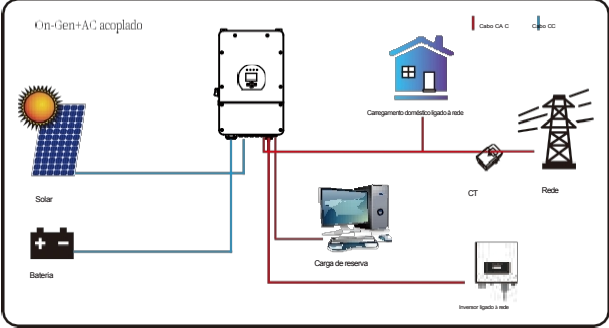 On-Gen+AC acoplado
Cabo CA C
Cabo CC
Carregamento doméstico ligado à rede
Solar
CT
Rede
Bateria
Carga de reserva
Inversor ligado à rede